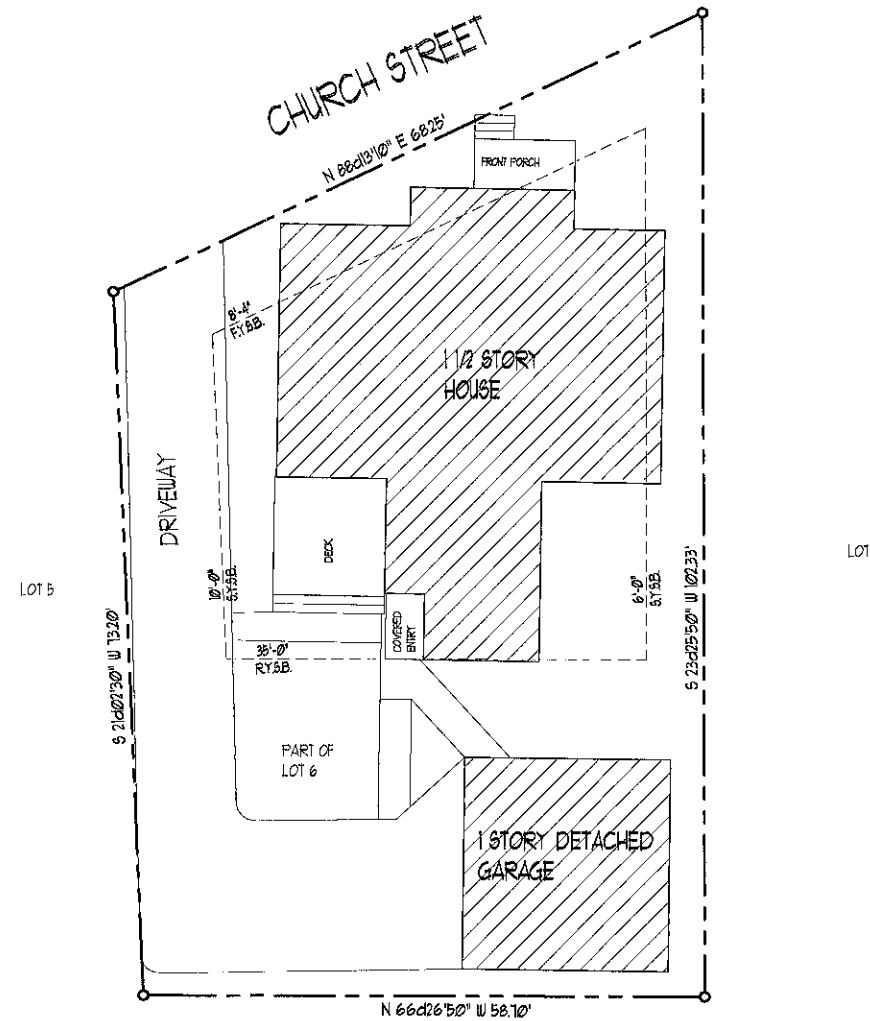 CHURCH STREET
N 88d13'10" E 68.25'
FRONT PORCH
8'-4"
F.Y.S.B.
1 1/2 STORY
HOUSE
DRIVEWAY
DECK
LOT 5
LOT
10'-0"
S.Y.S.B.
6'-0"
S.Y.S.B.
COVERED
ENTRY
S 21d02'30" W 73.20'
S 23d25'50" W 102.33'
35'-0"
R.Y.S.B.
PART OF
LOT 6
1 STORY DETACHED
GARAGE
N 66d26'50" W 58.70'